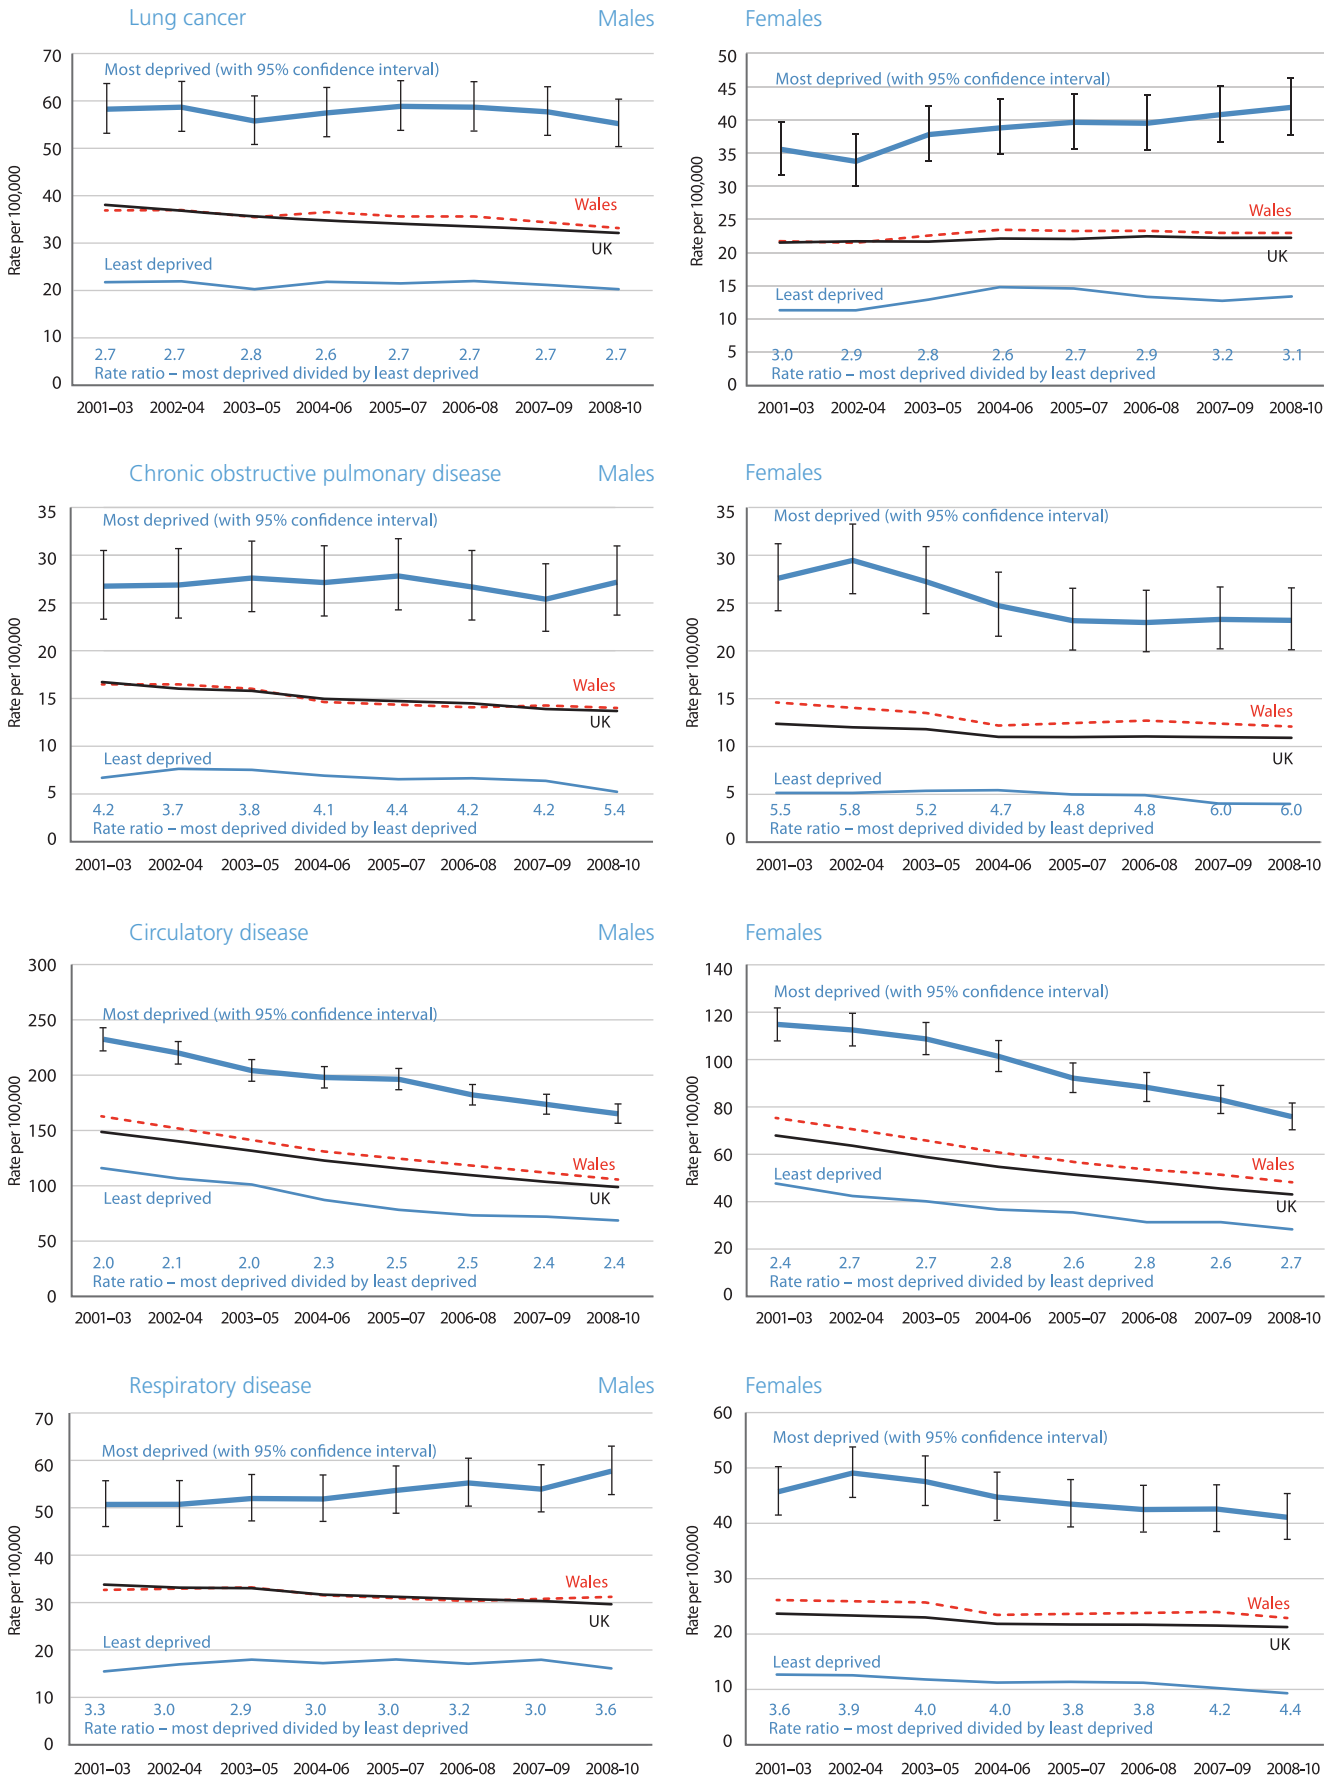 Lung cancer Males
70
60
50
40
30
20
10
0
Rate per 100,000
Most deprived (with 95% confidence interval)
Wales
UK
Least deprived
2.7 2.7 2.8 2.6 2.7 2.7 2.7 2.7
Rate ratio – most deprived divided by least deprived
2001–03 2002-04 2003–05 2004-06 2005–07 2006-08 2007–09 2008-10
Females
50
45
40
35
30
25
20
15
10
5
0
Rate per 100,000
Most deprived (with 95% confidence interval)
Wales
UK
Least deprived
3.0 2.9 2.8 2.6 2.7 2.9 3.2 3.1
Rate ratio – most deprived divided by least deprived
2001–03 2002-04 2003–05 2004-06 2005–07 2006–08 2007–09 2008-10
Chronic obstructive pulmonary disease Males
35
30
25
20
15
10
5
0
Rate per 100,000
Most deprived (with 95% confidence interval)
Wales
UK
Least deprived
4.2 3.7 3.8 4.1 4.4 4.2 4.2 5.4
Rate ratio – most deprived divided by least deprived
2001–03 2002-04 2003–05 2004-06 2005–07 2006-08 2007–09 2008-10
Females
35
30
25
20
15
10
5
0
Rate per 100,000
Most deprived (with 95% confidence interval)
Wales
UK
Least deprived
5.5 5.8 5.2 4.7 4.8 4.8 6.0 6.0
Rate ratio – most deprived divided by least deprived
2001–03 2002–04 2003–05 2004-06 2005–07 2006–08 2007–09 2008-10
Circulatory disease Males
300
250
200
150
100
50
0
Rate per 100,000
Most deprived (with 95% confidence interval)
Wales
UK
Least deprived
2.0 2.1 2.0 2.3 2.5 2.5 2.4 2.4
Rate ratio – most deprived divided by least deprived
2001–03 2002-04 2003–05 2004-06 2005–07 2006-08 2007–09 2008-10
Females
140
120
100
80
60
40
20
0
Rate per 100,000
Most deprived (with 95% confidence interval)
Wales
UK
Least deprived
2.4 2.7 2.7 2.8 2.6 2.8 2.6 2.7
Rate ratio – most deprived divided by least deprived
2001–03 2002–04 2003–05 2004-06 2005–07 2006–08 2007–09 2008-10
Respiratory disease Males
70
60
50
40
30
20
10
0
Rate per 100,000
Most deprived (with 95% confidence interval)
Wales
UK
Least deprived
3.3 3.0 2.9 3.0 3.0 3.2 3.0 3.6
Rate ratio – most deprived divided by least deprived
2001–03 2002-04 2003–05 2004-06 2005–07 2006-08 2007–09 2008-10
Females
60
50
40
30
20
10
0
Rate per 100,000
Most deprived (with 95% confidence interval)
Wales
UK
Least deprived
3.6 3.9 4.0 4.0 3.8 3.8 4.2 4.4
Rate ratio – most deprived divided by least deprived
2001–03 2002–04 2003–05 2004-06 2005–07 2006–08 2007–09 2008-10